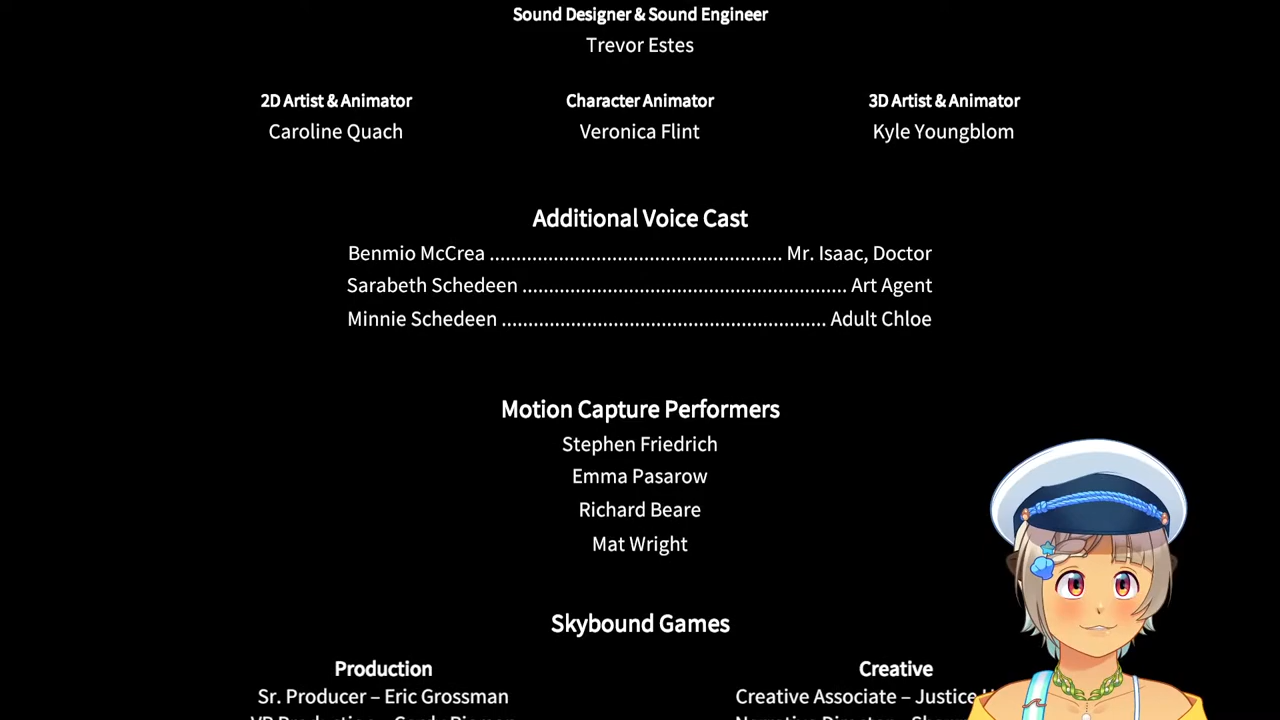 Sound Designer & Sound Engineer
Trevor Estes
2D Artist & Animator
Caroline Quach
Character Animator
Veronica Flint
3D Artist & Animator
Kyle Youngblom
Additional Voice Cast
Benmio McCrea ........................................................ Mr. Isaac, Doctor
Sarabeth Schedeen .............................................................. Art Agent
Minnie Schedeen .............................................................. Adult Chloe
Motion Capture Performers
Stephen Friedrich
Emma Pasarow
Richard Beare
Mat Wright
Skybound Games
Production
Sr. Producer – Eric Grossman
Creative
Creative Associate – Justice